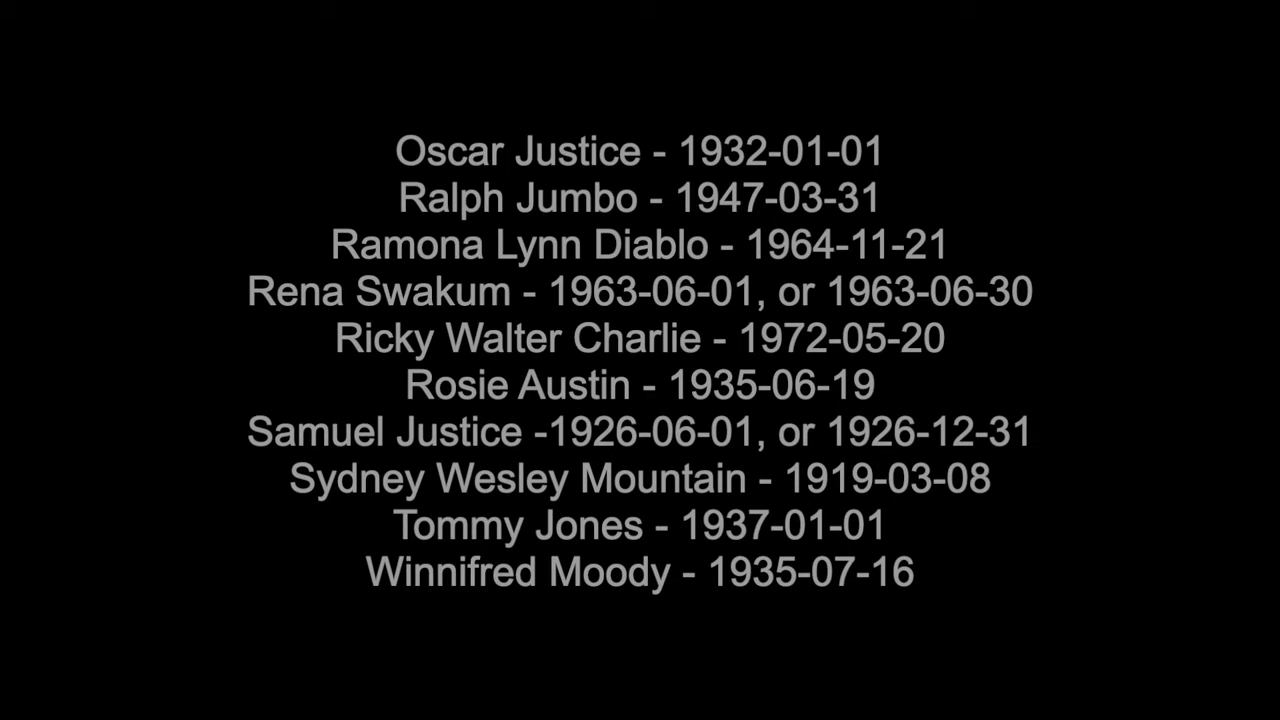 Oscar Justice - 1932-01-01
Ralph Jumbo - 1947-03-31
Ramona Lynn Diablo - 1964-11-21
Rena Swakum - 1963-06-01, or 1963-06-30
Ricky Walter Charlie - 1972-05-20
Rosie Austin - 1935-06-19
Samuel Justice -1926-06-01, or 1926-12-31
Sydney Wesley Mountain - 1919-03-08
Tommy Jones - 1937-01-01
Winnifred Moody - 1935-07-16